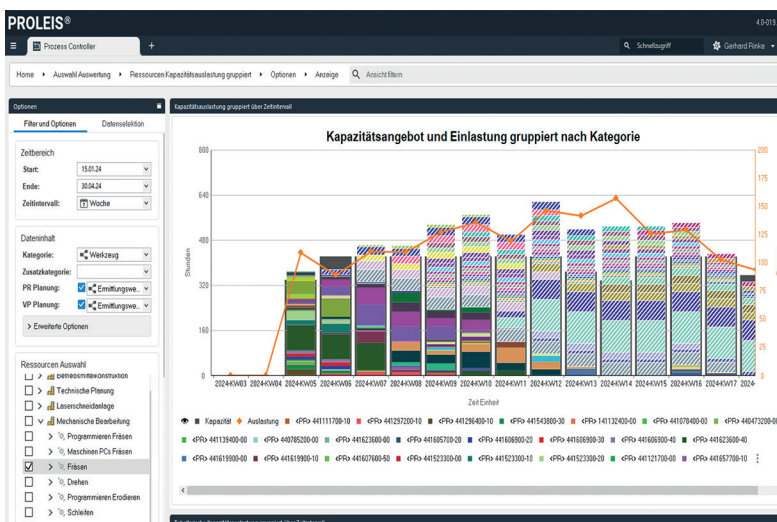 PROLEIS®
4.0-019.
Prozess Controller
+
Schnellzugriff
Gerhard Pinke
Home
Auswahl Auswertung
Ressourcen Kapazitätsauslastung gruppiert
Optionen
Anzeige
Ansicht filtern
Optionen
Filter und Optionen
Datenselektion
Zeitbereich
Start:
15.01.24
Ende:
30.04.24
Zeitintervall:
Woche
Dateninhalt
Kategorie:
Werkzeug
Zusatzkategorie:
PR Planung:
Ermittlungswe...
VP Planung:
Ermittlungswe...
> Erweiterte Optionen
Ressourcen Auswahl
Betriebsmittelkonstruktion
Technische Planung
Laserschneidanlage
Mechanische Bearbeitung
Programmieren Fräsen
Maschinen PCs Fräsen
Fräsen
Drehen
Programmieren Erodieren
Schleifen
Kapazitätsauslastung gruppiert über Zeitintervall
Kapazitätsangebot und Einlastung gruppiert nach Kategorie
800
640
480
320
160
0
Stunden
200
175
150
125
100
75
50
25
0
2024-KW03 2024-KW04 2024-KW05 2024-KW06 2024-KW07 2024-KW08 2024-KW09 2024-KW10 2024-KW11 2024-KW12 2024-KW13 2024-KW14 2024-KW15 2024-KW16 2024-KW17 2024-
Zeit Einheit
Kapazität Auslastung <PR> 441111708-10 <PR> 441297200-10 <PR> 441296400-10 <PR> 441543800-30 <PR> 441132400-00 <PR> 441078400-00 <PR> 440473200-00
<PR> 441139400-00 <PR> 440785200-00 <PR> 441623600-00 <PR> 441605700-20 <PR> 441606900-20 <PR> 441606900-30 <PR> 441606900-40 <PR> 441623600-40
<PR> 441619900-00 <PR> 441619900-10 <PR> 441607600-50 <PR> 441523300-00 <PR> 441523300-10 <PR> 441523300-20 <PR> 441121700-00 <PR> 441657700-10